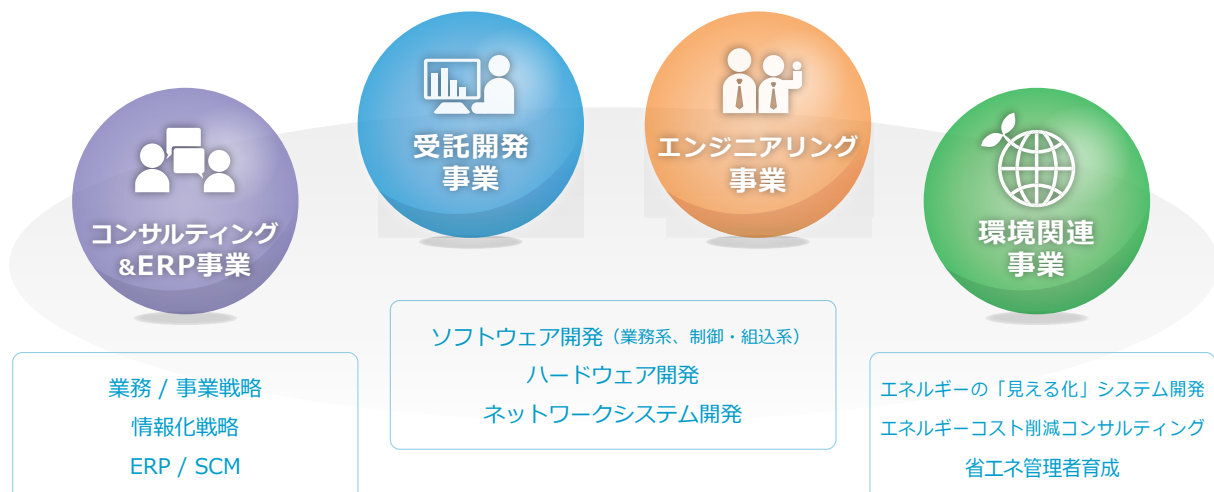 コンサルティング
&ERP事業
受託開発
事業
エンジニアリング
事業
環境関連
事業
業務 / 事業戦略
情報化戦略
ERP / SCM
ソフトウェア開発（業務系、制御・組込系）
ハードウェア開発
ネットワークシステム開発
エネルギーの「見える化」システム開発
エネルギーコスト削減コンサルティング
省エネ管理者育成